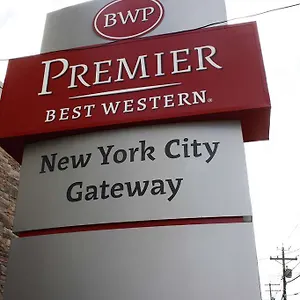 BWP
PREMIER
BEST WESTERN®
New York City
Gateway